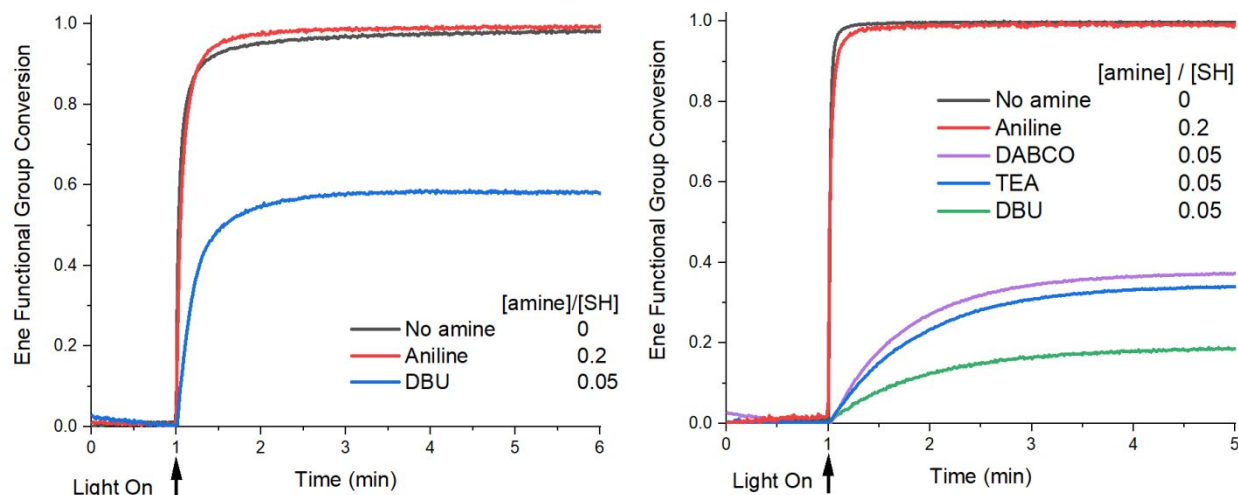 Ene Functional Group Conversion
1.0
0.8
0.6
0.4
0.2
0.0
[amine]/[SH]
No amine 0
Aniline 0.2
DBU 0.05
0 1 2 3 4 5 6
Time (min)
Light On
Ene Functional Group Conversion
1.0
0.8
0.6
0.4
0.2
0.0
[amine] / [SH]
No amine 0
Aniline 0.2
DABCO 0.05
TEA 0.05
DBU 0.05
0 1 2 3 4 5
Time (min)
Light On